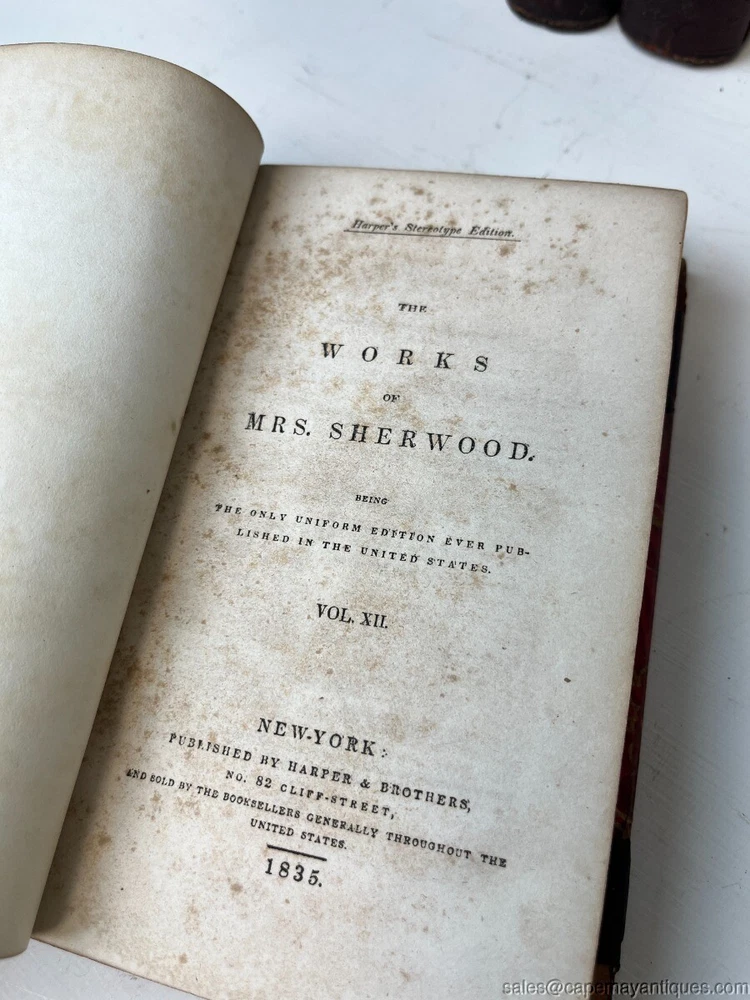 Harper's Stereotype Edition.
THE
WORKS
OF
MRS. SHERWOOD.
BEING
THE ONLY UNIFORM EDITION EVER PUB-
LISHED IN THE UNITED STATES.
VOL. XII.
NEW-YORK:
PUBLISHED BY HARPER & BROTHERS,
NO. 82 CLIFF-STREET,
AND SOLD BY THE BOOKSELLERS GENERALLY THROUGHOUT THE
UNITED STATES.
1835.
sales@capemayantiques.com